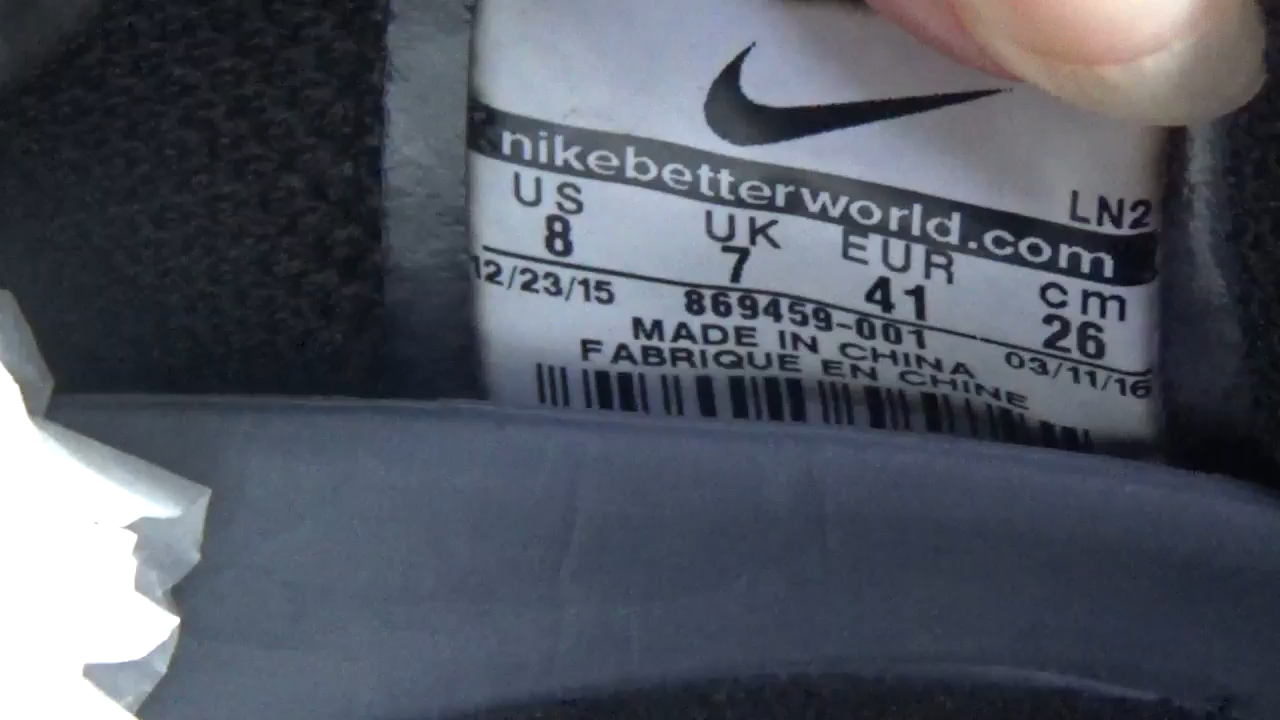 nikebetterworld.com
LN2
US UK EUR cm
8 7 41 26
12/23/15 869459-001 03/11/16
MADE IN CHINA
FABRIQUE EN CHINE